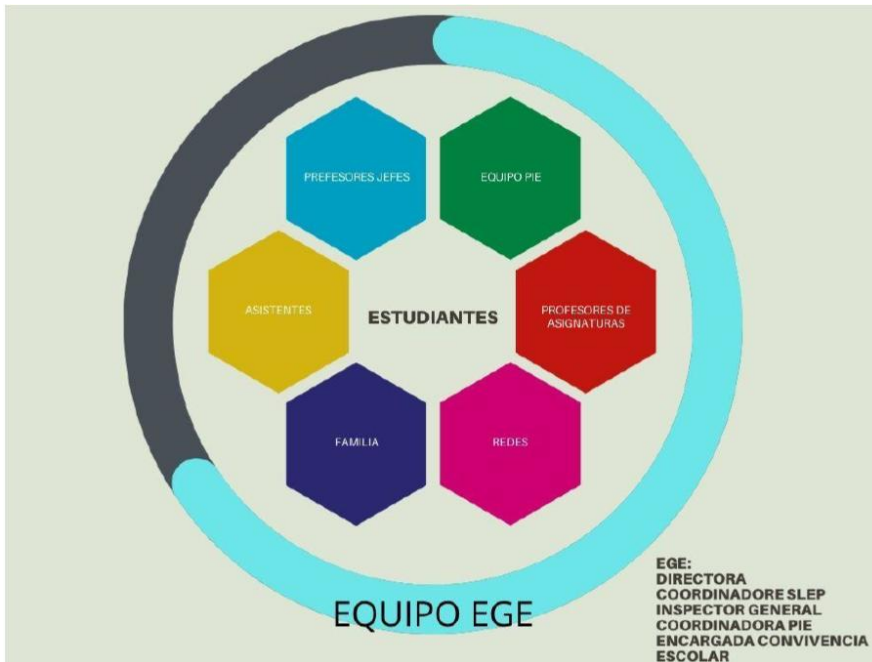 PREFESORES JEFES
EQUIPO PIE
ASISTENTES
ESTUDIANTES
PROFESORES DE
ASIGNATURAS
FAMILIA
REDES
EQUIPO EGE
EGE:
DIRECTORA
COORDINADORE SLEP
INSPECTOR GENERAL
COORDINADORA PIE
ENCARGADA CONVIVENCIA
ESCOLAR